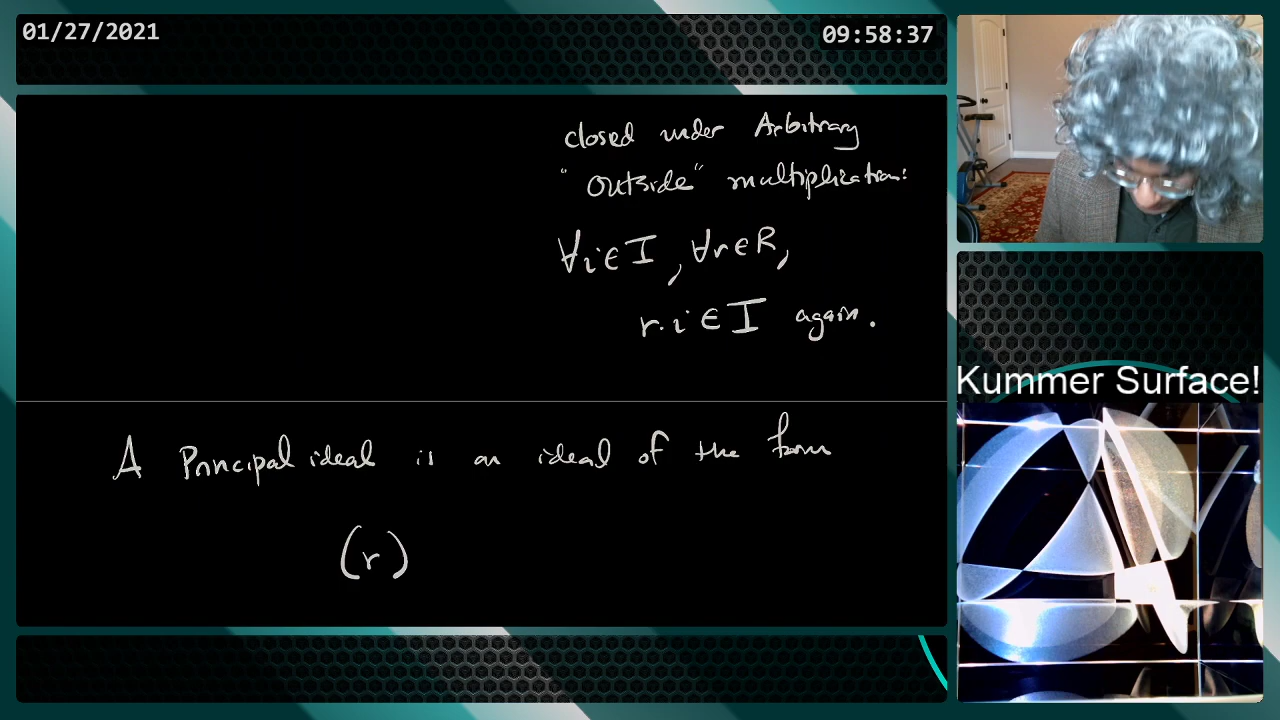 01/27/2021
09:58:37
closed under Arbitrary
"Outside" multiplication:
∀i∈I, ∀r∈R,
r·i∈I again.
A Principal ideal is an ideal of the form
(r)
Kummer Surface!